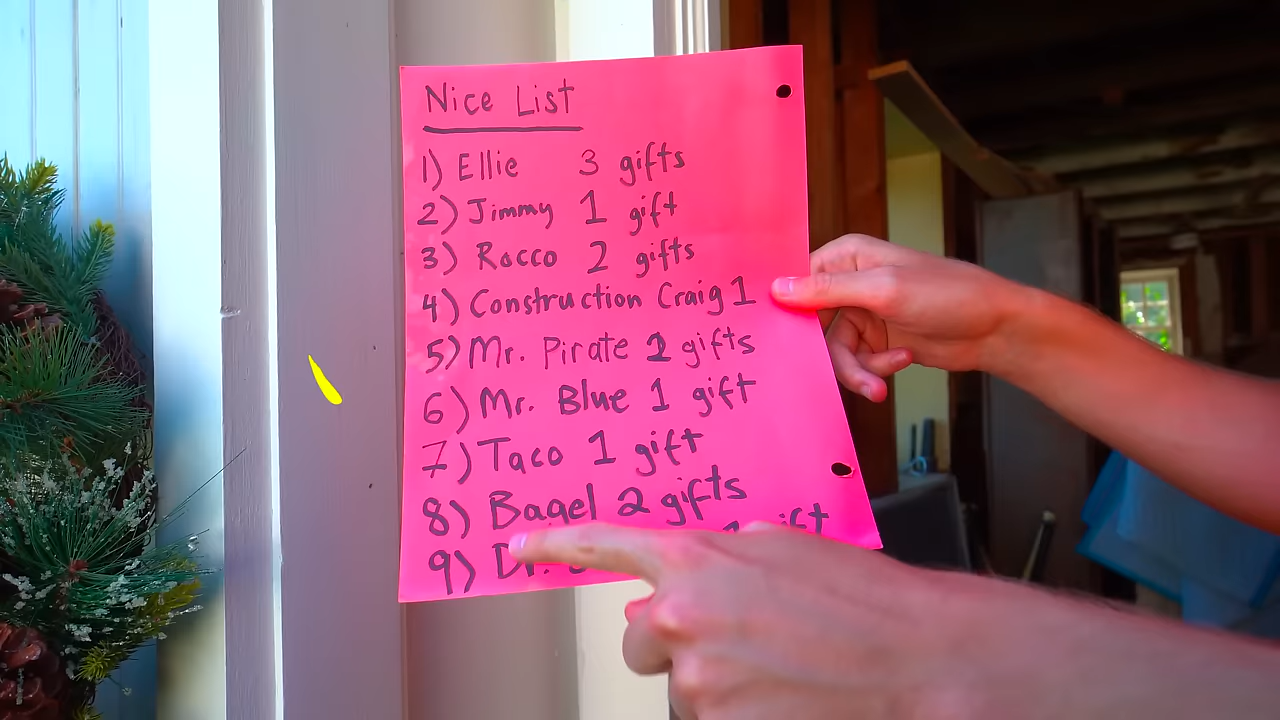 Nice List
1) Ellie 3 gifts
2) Jimmy 1 gift
3) Rocco 2 gifts
4) Construction Craig 1
5) Mr. Pirate 2 gifts
6) Mr. Blue 1 gift
7) Taco 1 gift
8) Bagel 2 gifts
9) Dr.